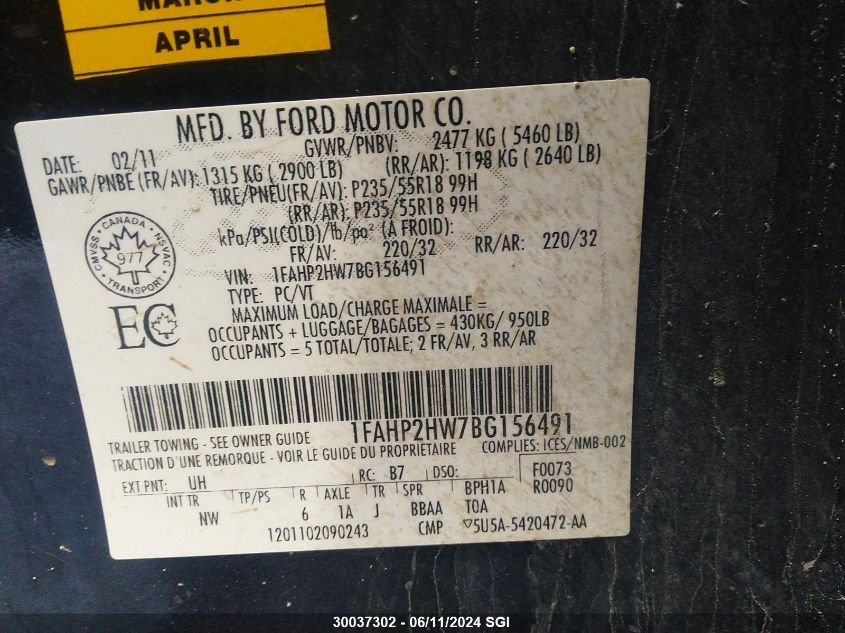 APRIL
MFD. BY FORD MOTOR CO.
DATE: 02/11 GVWR/PNBV: 2477 KG ( 5460 LB)
GAWR/PNBE (FR/AV): 1315 KG ( 2900 LB) (RR/AR): 1198 KG ( 2640 LB)
TIRE/PNEU(FR/AV): P235/55R18 99H
(RR/AR): P235/55R18 99H
kPa/PSI(COLD)/lb/po² (A FROID):
FR/AV: 220/32 RR/AR: 220/32
VIN: 1FAHP2HW7BG156491
TYPE: PC/VT
MAXIMUM LOAD/CHARGE MAXIMALE =
OCCUPANTS + LUGGAGE/BAGAGES = 430KG/ 950LB
OCCUPANTS = 5 TOTAL/TOTALE; 2 FR/AV, 3 RR/AR
CANADA
CMVSS NSVAC
977
TRANSPORT
EC
1FAHP2HW7BG156491
TRAILER TOWING - SEE OWNER GUIDE COMPLIES: ICES/NMB-002
TRACTION D'UNE REMORQUE - VOIR LE GUIDE DU PROPRIETAIRE
EXT PNT: UH RC: B7 DSO: F0073
INT TR TP/PS R AXLE TR SPR BPH1A R0090
NW 6 1A J BBAA T0A
1201102090243 CMP ▽5U5A-5420472-AA
30037302 - 06/11/2024 SGI